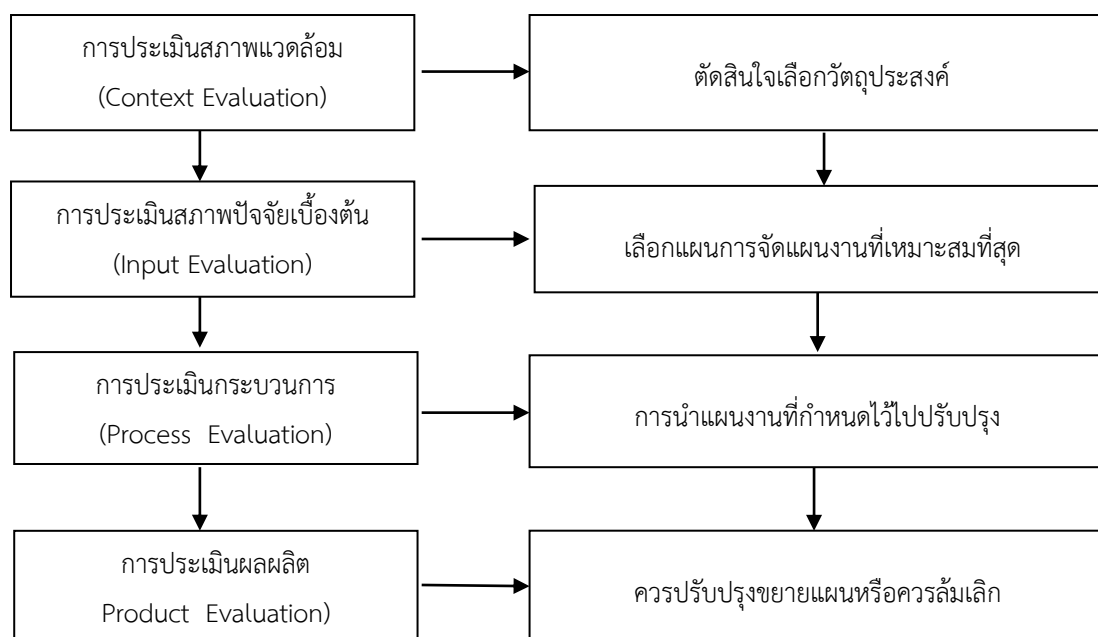 การประเมินสภาพแวดล้อม
(Context Evaluation)
ตัดสินใจเลือกวัตถุประสงค์
การประเมินสภาพปัจจัยเบื้องต้น
(Input Evaluation)
เลือกแผนการจัดแผนงานที่เหมาะสมที่สุด
การประเมินกระบวนการ
(Process Evaluation)
การนำแผนงานที่กำหนดไว้ไปปรับปรุง
การประเมินผลผลิต
Product Evaluation)
ควรปรับปรุงขยายแผนหรือควรล้มเลิก